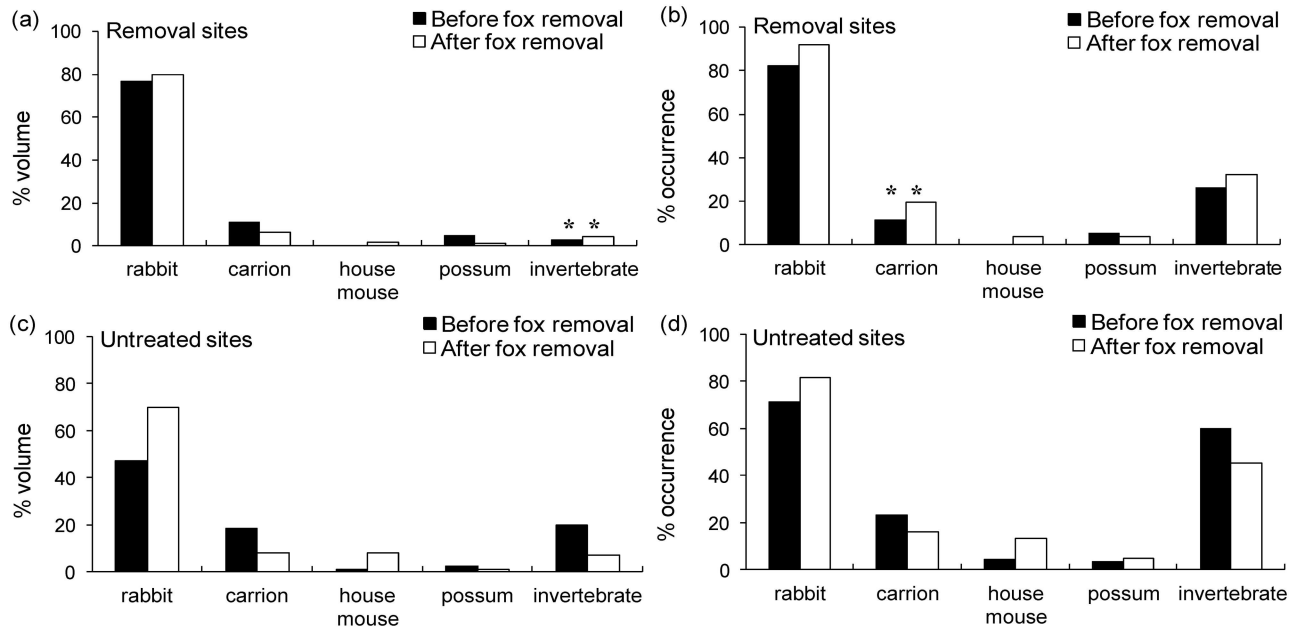 (a)
Removal sites
Before fox removal
After fox removal
% volume
100
80
60
40
20
0
* *
rabbit carrion house mouse possum invertebrate
(b)
Removal sites
Before fox removal
After fox removal
% occurrence
100
80
60
40
20
0
* *
rabbit carrion house mouse possum invertebrate
(c)
Untreated sites
Before fox removal
After fox removal
% volume
100
80
60
40
20
0
rabbit carrion house mouse possum invertebrate
(d)
Untreated sites
Before fox removal
After fox removal
% occurrence
100
80
60
40
20
0
rabbit carrion house mouse possum invertebrate